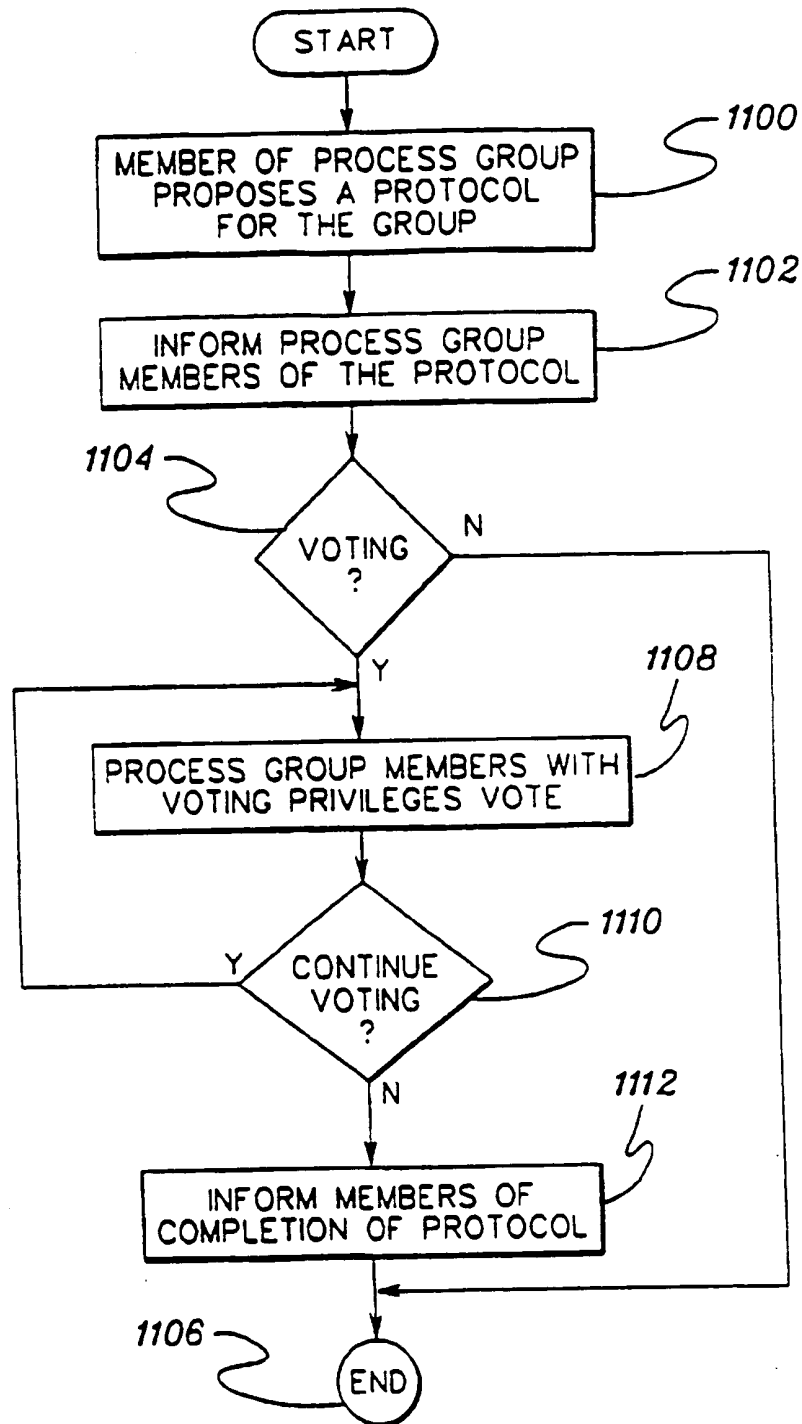 START
MEMBER OF PROCESS GROUP
PROPOSES A PROTOCOL
FOR THE GROUP
1100
INFORM PROCESS GROUP
MEMBERS OF THE PROTOCOL
1102
1104
VOTING
?
N
Y
1108
PROCESS GROUP MEMBERS WITH
VOTING PRIVILEGES VOTE
1110
Y
CONTINUE
VOTING
?
N
1112
INFORM MEMBERS OF
COMPLETION OF PROTOCOL
1106
END